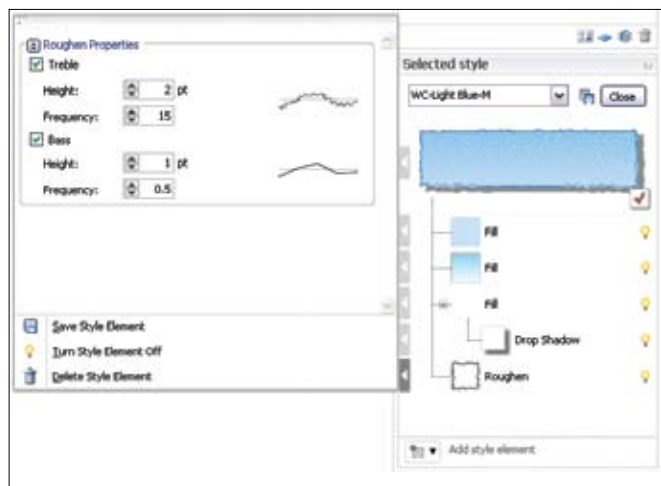 Roughen Properties
Treble
Height: 2 pt
Frequency: 15
Bass
Height: 1 pt
Frequency: 0.5
Save Style Element
Turn Style Element Off
Delete Style Element
Selected style
WC-Light Blue-M
Close
Fill
Fill
Fill
Drop Shadow
Roughen
Add style element